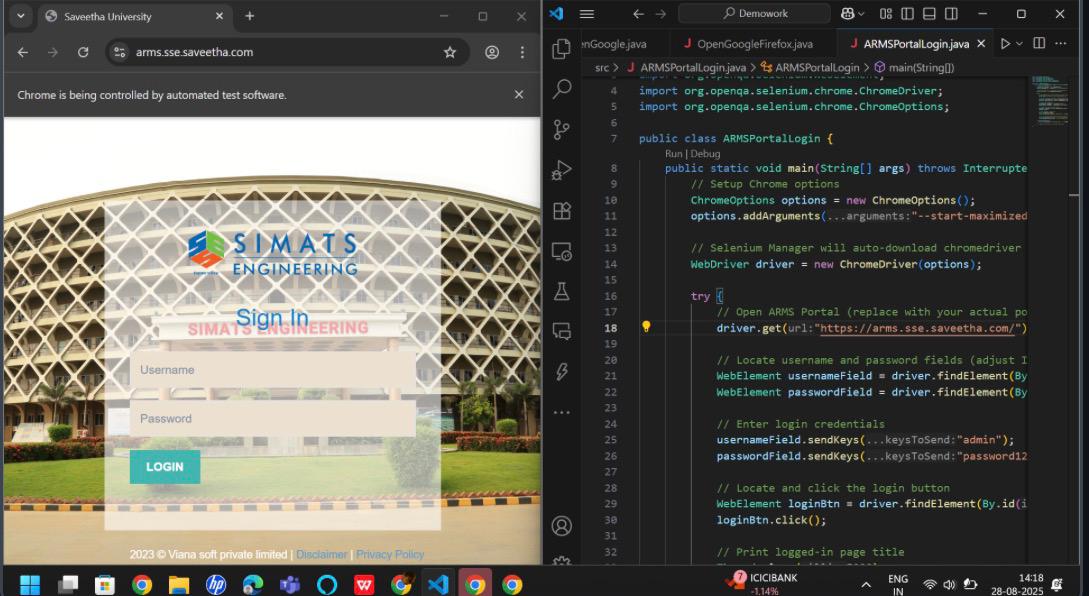 Saveetha University
arms.sse.saveetha.com
Chrome is being controlled by automated test software.
SIMATS
ENGINEERING
Sign In
SIMATS ENGINEERING
Username
Password
LOGIN
2023 © Viana soft private limited | Disclaimer | Privacy Policy
Demowork
enGoogle.java
OpenGoogleFirefox.java
ARMSPortalLogin.java
src > ARMSPortalLogin.java > ARMSPortalLogin > main(String[])
import org.openqa.selenium.WebElement;
4 import org.openqa.selenium.chrome.ChromeDriver;
5 import org.openqa.selenium.chrome.ChromeOptions;
6
7 public class ARMSPortalLogin {
Run | Debug
8 public static void main(String[] args) throws Interrupte
9 // Setup Chrome options
10 ChromeOptions options = new ChromeOptions();
11 options.addArguments(...arguments:"--start-maximized
12
13 // Selenium Manager will auto-download chromedriver
14 WebDriver driver = new ChromeDriver(options);
15
16 try {
17 // Open ARMS Portal (replace with your actual po
18 driver.get(url:"https://arms.sse.saveetha.com/")
19
20 // Locate username and password fields (adjust I
21 WebElement usernameField = driver.findElement(By
22 WebElement passwordField = driver.findElement(By
23
24 // Enter login credentials
25 usernameField.sendKeys(...keysToSend:"admin");
26 passwordField.sendKeys(...keysToSend:"password12
27
28 // Locate and click the login button
29 WebElement loginBtn = driver.findElement(By.id(i
30 loginBtn.click();
31
32 // Print logged-in page title
7 ICICIBANK
-1.14%
ENG
IN
14:18
28-08-2025